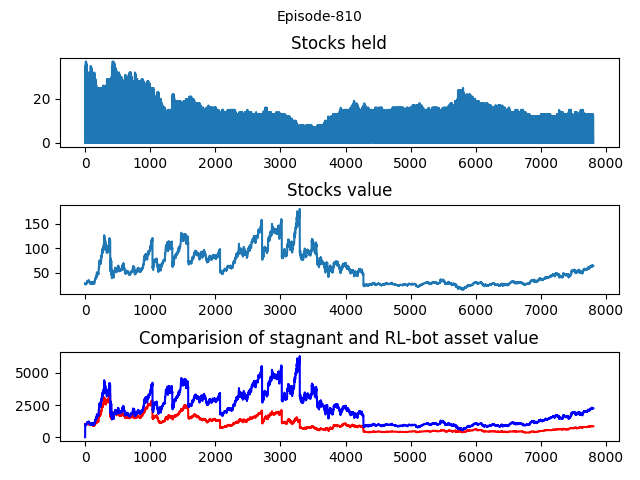 Episode-810
Stocks held
20
0
0 1000 2000 3000 4000 5000 6000 7000 8000
Stocks value
150
100
50
0 1000 2000 3000 4000 5000 6000 7000 8000
Comparision of stagnant and RL-bot asset value
5000
2500
0
0 1000 2000 3000 4000 5000 6000 7000 8000